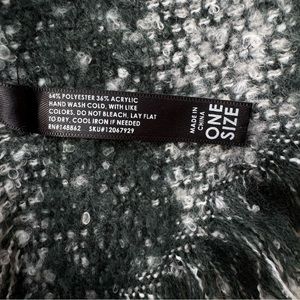 64% POLYESTER 36% ACRYLIC
HAND WASH COLD, WITH LIKE
COLORS, DO NOT BLEACH, LAY FLAT
TO DRY, COOL IRON IF NEEDED
RN#148862 SKU#12067929
MADE IN
CHINA
ONE
SIZE